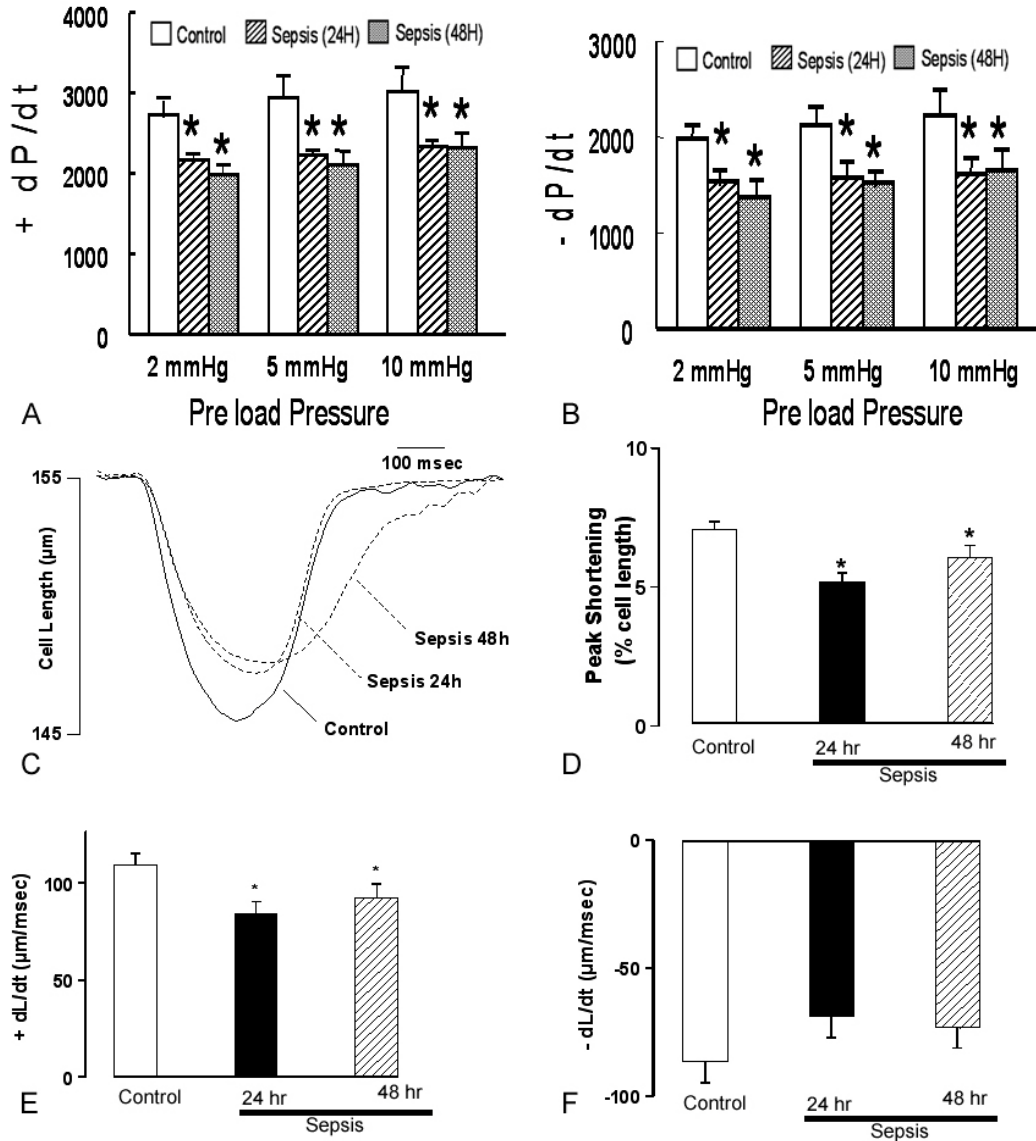 4000
3000
2000
1000
0
+ dP/dt
Control
Sepsis (24H)
Sepsis (48H)
* * * * * *
2 mmHg
5 mmHg
10 mmHg
Pre load Pressure
A
3000
2000
1000
0
- dP/dt
Control
Sepsis (24H)
Sepsis (48H)
* * * * * *
2 mmHg
5 mmHg
10 mmHg
Pre load Pressure
B
155
145
Cell Length (µm)
100 msec
Sepsis 48h
Sepsis 24h
Control
C
10
5
0
Peak Shortening
(% cell length)
* *
Control
24 hr
48 hr
Sepsis
D
100
50
0
+ dL/dt (µm/msec)
* *
Control
24 hr
48 hr
Sepsis
E
0
-50
-100
- dL/dt (µm/msec)
Control
24 hr
48 hr
Sepsis
F